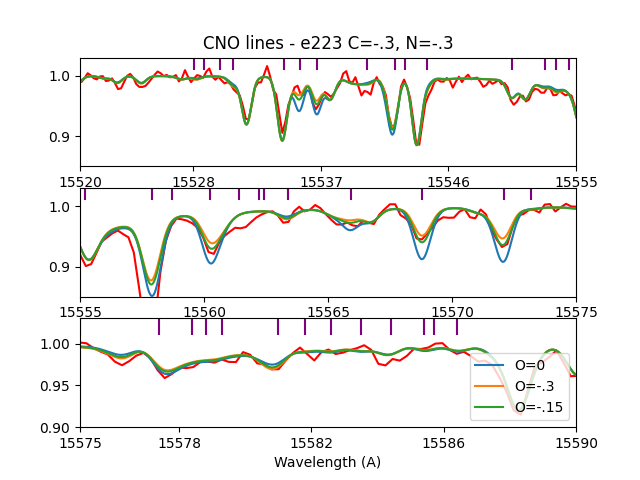 CNO lines - e223 C=-.3, N=-.3
1.0
0.9
15520 15528 15537 15546 15555
1.0
0.9
15555 15560 15565 15570 15575
1.00
0.95
0.90
O=0
O=-.3
O=-.15
15575 15578 15582 15586 15590
Wavelength (A)